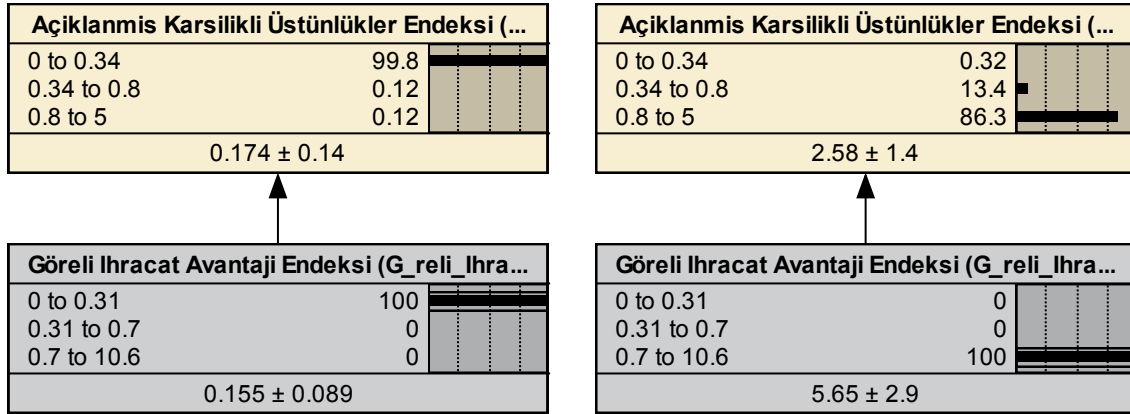 Açiklanmis Karsilikli Üstünlükler Endeksi (...
0 to 0.34 99.8
0.34 to 0.8 0.12
0.8 to 5 0.12
0.174 ± 0.14
Göreli Ihracat Avantaji Endeksi (G_reli_Ihra...
0 to 0.31 100
0.31 to 0.7 0
0.7 to 10.6 0
0.155 ± 0.089
Açiklanmis Karsilikli Üstünlükler Endeksi (...
0 to 0.34 0.32
0.34 to 0.8 13.4
0.8 to 5 86.3
2.58 ± 1.4
Göreli Ihracat Avantaji Endeksi (G_reli_Ihra...
0 to 0.31 0
0.31 to 0.7 0
0.7 to 10.6 100
5.65 ± 2.9